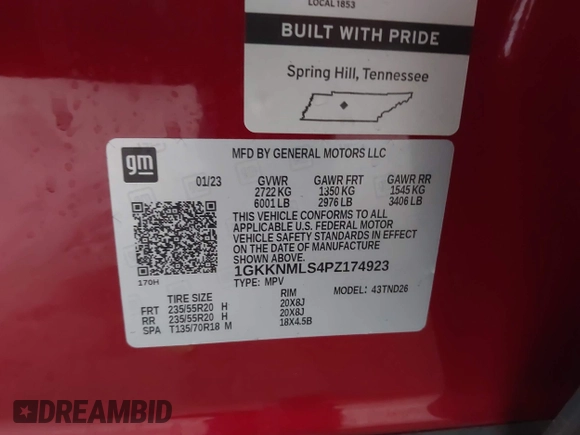 LOCAL 1853
BUILT WITH PRIDE
Spring Hill, Tennessee
gm
MFD BY GENERAL MOTORS LLC
01/23 GVWR GAWR FRT GAWR RR
2722 KG 1350 KG 1545 KG
6001 LB 2976 LB 3406 LB
THIS VEHICLE CONFORMS TO ALL
APPLICABLE U.S. FEDERAL MOTOR
VEHICLE SAFETY STANDARDS IN EFFECT
ON THE DATE OF MANUFACTURE
SHOWN ABOVE.
1GKKNMLS4PZ174923
170H
TYPE: MPV
TIRE SIZE RIM MODEL: 43TND26
FRT 235/55R20 H 20X8J
RR 235/55R20 H 20X8J
SPA T135/70R18 M 18X4.5B
DREAMBID